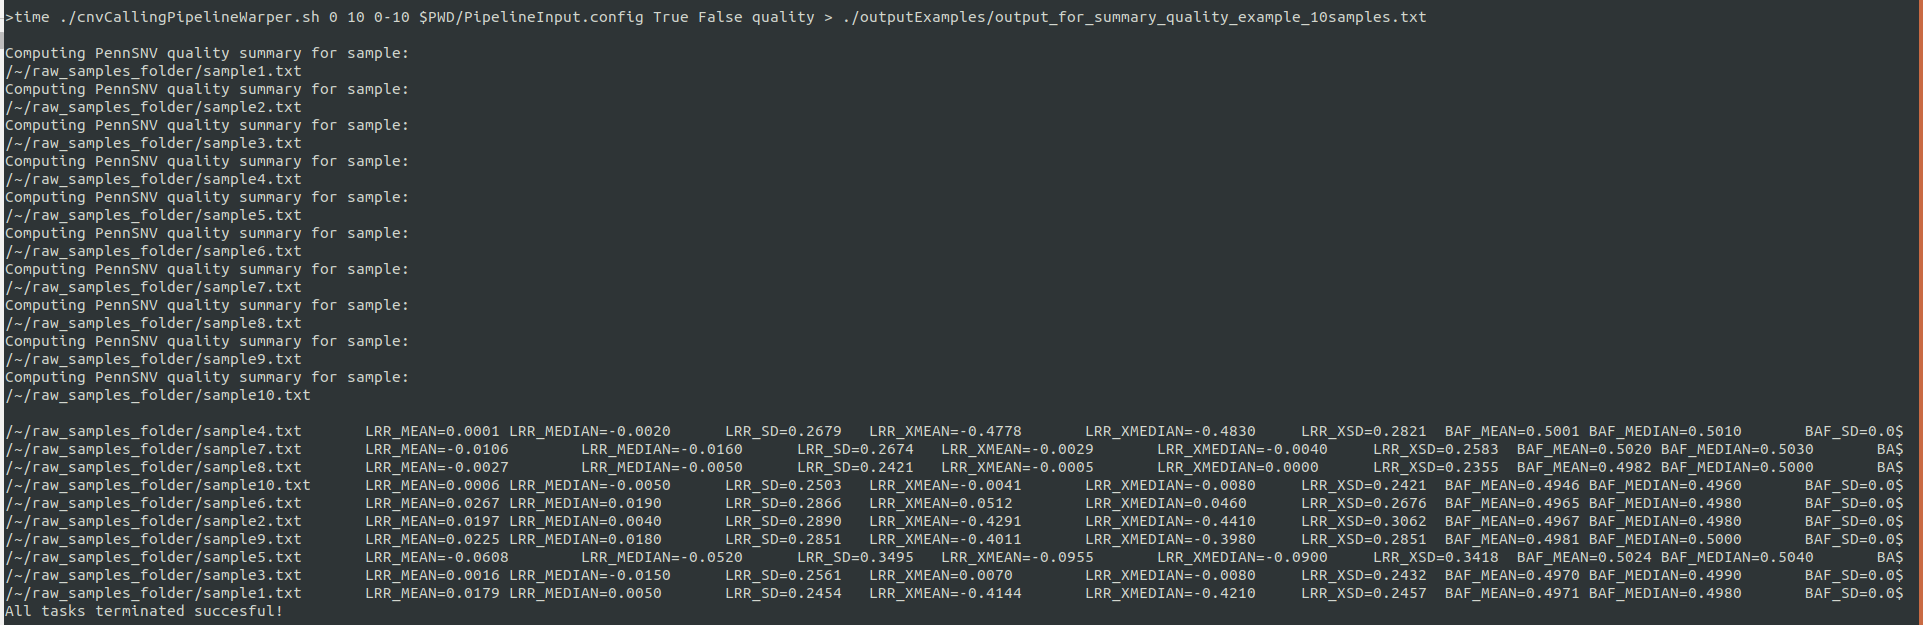 >time ./cnvCallingPipelineWarper.sh 0 10 0-10 $PWD/PipelineInput.config True False quality > ./outputExamples/output_for_summary_quality_example_10samples.txt
Computing PennSNV quality summary for sample:
/~/raw_samples_folder/sample1.txt
Computing PennSNV quality summary for sample:
/~/raw_samples_folder/sample2.txt
Computing PennSNV quality summary for sample:
/~/raw_samples_folder/sample3.txt
Computing PennSNV quality summary for sample:
/~/raw_samples_folder/sample4.txt
Computing PennSNV quality summary for sample:
/~/raw_samples_folder/sample5.txt
Computing PennSNV quality summary for sample:
/~/raw_samples_folder/sample6.txt
Computing PennSNV quality summary for sample:
/~/raw_samples_folder/sample7.txt
Computing PennSNV quality summary for sample:
/~/raw_samples_folder/sample8.txt
Computing PennSNV quality summary for sample:
/~/raw_samples_folder/sample9.txt
Computing PennSNV quality summary for sample:
/~/raw_samples_folder/sample10.txt
/~/raw_samples_folder/sample4.txt LRR_MEAN=0.0001 LRR_MEDIAN=-0.0020 LRR_SD=0.2679 LRR_XMEAN=-0.4778 LRR_XMEDIAN=-0.4830 LRR_XSD=0.2821 BAF_MEAN=0.5001 BAF_MEDIAN=0.5010 BAF_SD=0.0$
/~/raw_samples_folder/sample7.txt LRR_MEAN=-0.0106 LRR_MEDIAN=-0.0160 LRR_SD=0.2674 LRR_XMEAN=-0.0029 LRR_XMEDIAN=-0.0040 LRR_XSD=0.2583 BAF_MEAN=0.5020 BAF_MEDIAN=0.5030 BA$
/~/raw_samples_folder/sample8.txt LRR_MEAN=-0.0027 LRR_MEDIAN=-0.0050 LRR_SD=0.2421 LRR_XMEAN=-0.0005 LRR_XMEDIAN=0.0000 LRR_XSD=0.2355 BAF_MEAN=0.4982 BAF_MEDIAN=0.5000 BA$
/~/raw_samples_folder/sample10.txt LRR_MEAN=0.0006 LRR_MEDIAN=-0.0050 LRR_SD=0.2503 LRR_XMEAN=-0.0041 LRR_XMEDIAN=-0.0080 LRR_XSD=0.2421 BAF_MEAN=0.4946 BAF_MEDIAN=0.4960 BAF_SD=0.0$
/~/raw_samples_folder/sample6.txt LRR_MEAN=0.0267 LRR_MEDIAN=0.0190 LRR_SD=0.2866 LRR_XMEAN=0.0512 LRR_XMEDIAN=0.0460 LRR_XSD=0.2676 BAF_MEAN=0.4965 BAF_MEDIAN=0.4980 BAF_SD=0.0$
/~/raw_samples_folder/sample2.txt LRR_MEAN=0.0197 LRR_MEDIAN=0.0040 LRR_SD=0.2890 LRR_XMEAN=-0.4291 LRR_XMEDIAN=-0.4410 LRR_XSD=0.3062 BAF_MEAN=0.4967 BAF_MEDIAN=0.4980 BAF_SD=0.0$
/~/raw_samples_folder/sample9.txt LRR_MEAN=0.0225 LRR_MEDIAN=0.0180 LRR_SD=0.2851 LRR_XMEAN=-0.4011 LRR_XMEDIAN=-0.3980 LRR_XSD=0.2851 BAF_MEAN=0.4981 BAF_MEDIAN=0.5000 BAF_SD=0.0$
/~/raw_samples_folder/sample5.txt LRR_MEAN=-0.0608 LRR_MEDIAN=-0.0520 LRR_SD=0.3495 LRR_XMEAN=-0.0955 LRR_XMEDIAN=-0.0900 LRR_XSD=0.3418 BAF_MEAN=0.5024 BAF_MEDIAN=0.5040 BA$
/~/raw_samples_folder/sample3.txt LRR_MEAN=0.0016 LRR_MEDIAN=-0.0150 LRR_SD=0.2561 LRR_XMEAN=0.0070 LRR_XMEDIAN=-0.0080 LRR_XSD=0.2432 BAF_MEAN=0.4970 BAF_MEDIAN=0.4990 BAF_SD=0.0$
/~/raw_samples_folder/sample1.txt LRR_MEAN=0.0179 LRR_MEDIAN=0.0050 LRR_SD=0.2454 LRR_XMEAN=-0.4144 LRR_XMEDIAN=-0.4210 LRR_XSD=0.2457 BAF_MEAN=0.4971 BAF_MEDIAN=0.4980 BAF_SD=0.0$
All tasks terminated succesful!